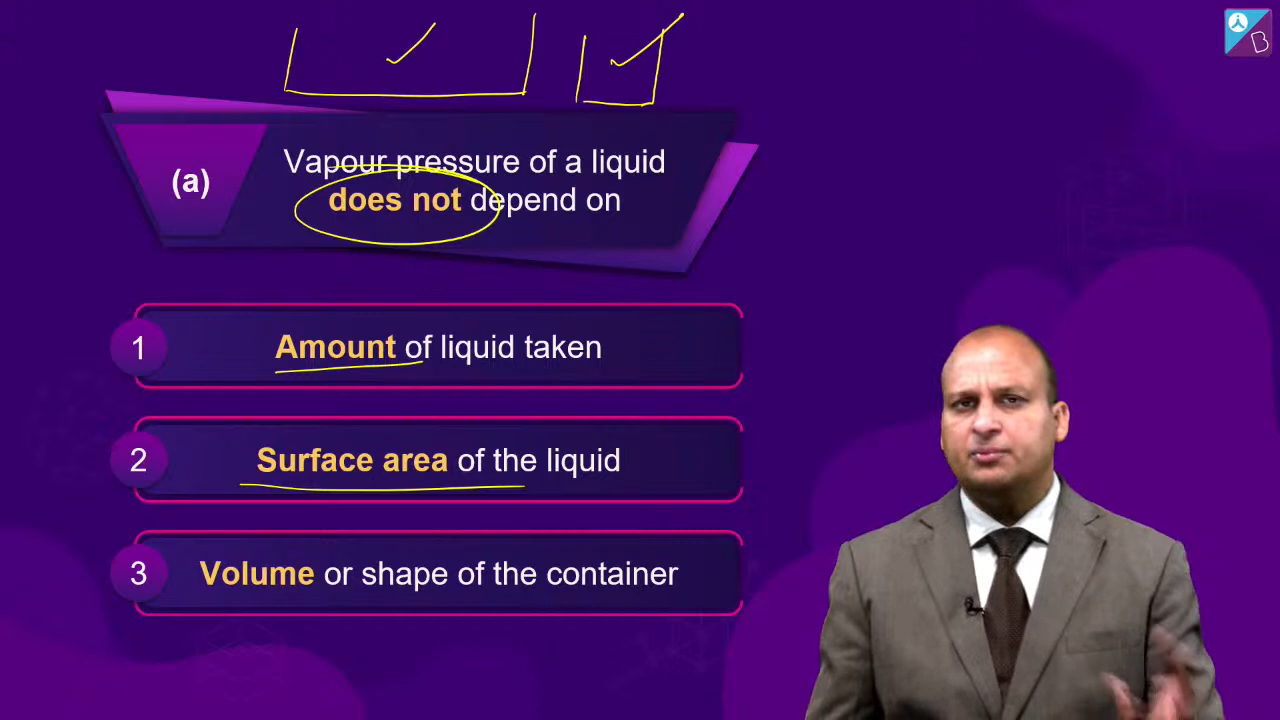 (a)
Vapour pressure of a liquid
does not depend on
1
Amount of liquid taken
2
Surface area of the liquid
3
Volume or shape of the container
B